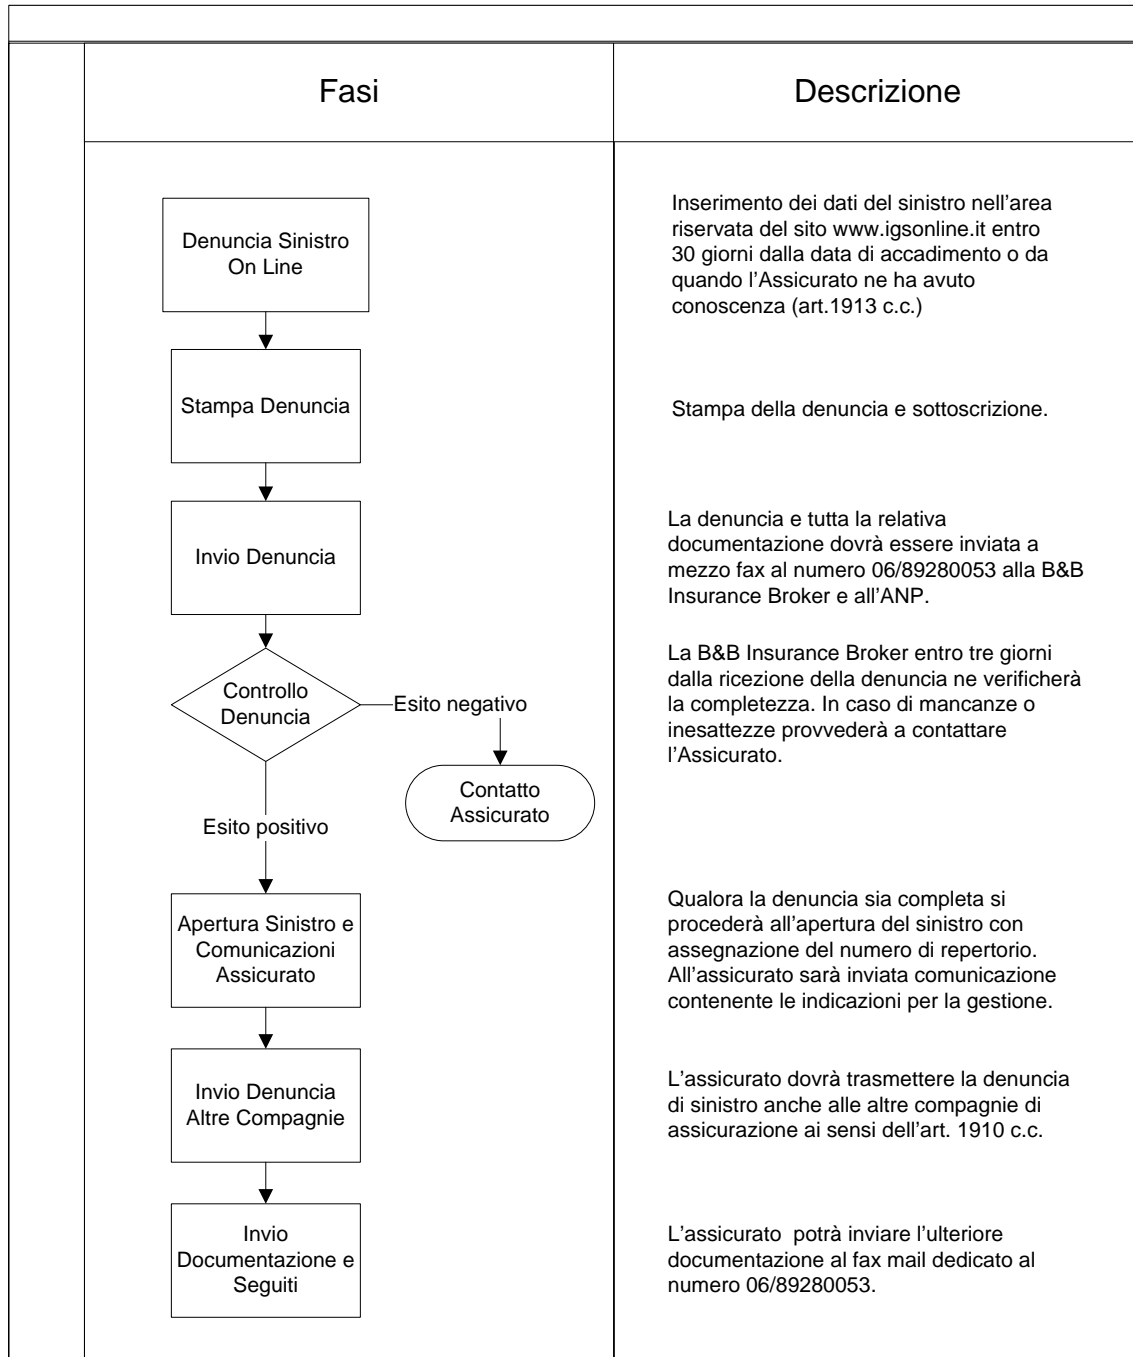 Fasi
Descrizione
Denuncia Sinistro
On Line
Inserimento dei dati del sinistro nell'area
riservata del sito www.igsonline.it entro
30 giorni dalla data di accadimento o da
quando l'Assicurato ne ha avuto
conoscenza (art.1913 c.c.)
Stampa Denuncia
Stampa della denuncia e sottoscrizione.
Invio Denuncia
La denuncia e tutta la relativa
documentazione dovrà essere inviata a
mezzo fax al numero 06/89280053 alla B&B
Insurance Broker e all'ANP.
Controllo
Denuncia
Esito negativo
Contatto
Assicurato
Esito positivo
La B&B Insurance Broker entro tre giorni
dalla ricezione della denuncia ne verificherà
la completezza. In caso di mancanze o
inesattezze provvederà a contattare
l'Assicurato.
Apertura Sinistro e
Comunicazioni
Assicurato
Qualora la denuncia sia completa si
procederà all'apertura del sinistro con
assegnazione del numero di repertorio.
All'assicurato sarà inviata comunicazione
contenente le indicazioni per la gestione.
Invio Denuncia
Altre Compagnie
L'assicurato dovrà trasmettere la denuncia
di sinistro anche alle altre compagnie di
assicurazione ai sensi dell'art. 1910 c.c.
Invio
Documentazione e
Seguiti
L'assicurato  potrà inviare l'ulteriore
documentazione al fax mail dedicato al
numero 06/89280053.